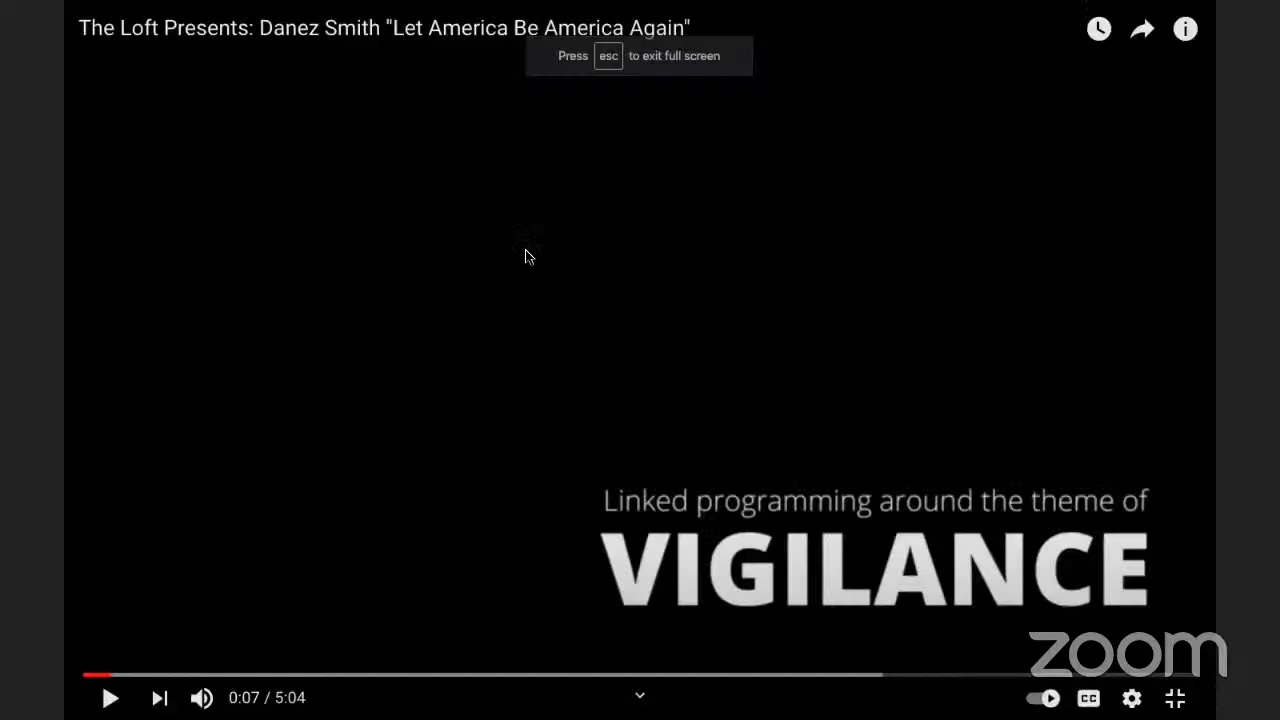 The Loft Presents: Danez Smith "Let America Be America Again"
Press esc to exit full screen
Linked programming around the theme of
VIGILANCE
zoom
0:07 / 5:04
CC